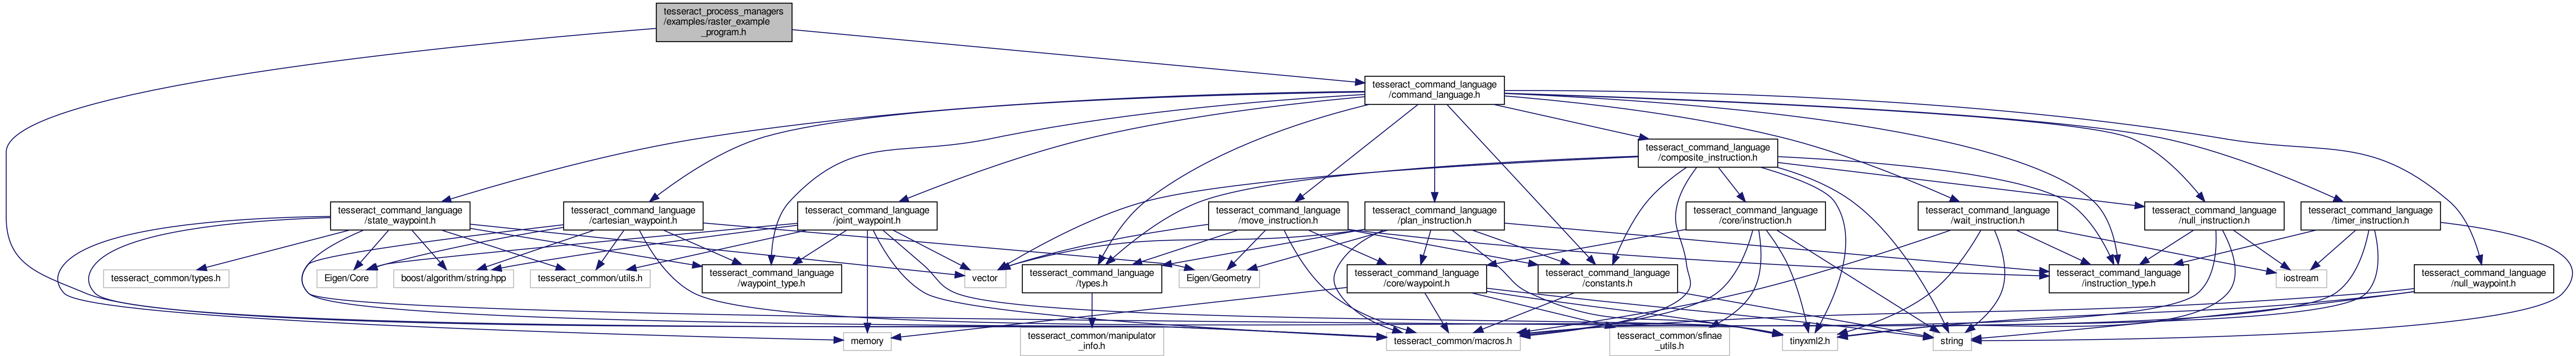 tesseract_process_managers
/examples/raster_example
_program.h
tesseract_command_language
/command_language.h
tesseract_command_language
/composite_instruction.h
tesseract_command_language
/state_waypoint.h
tesseract_command_language
/cartesian_waypoint.h
tesseract_command_language
/joint_waypoint.h
tesseract_command_language
/move_instruction.h
tesseract_command_language
/plan_instruction.h
tesseract_command_language
/core/instruction.h
tesseract_command_language
/wait_instruction.h
tesseract_command_language
/null_instruction.h
tesseract_command_language
/timer_instruction.h
tesseract_common/types.h
Eigen/Core
boost/algorithm/string.hpp
tesseract_common/utils.h
tesseract_command_language
/waypoint_type.h
vector
tesseract_command_language
/types.h
Eigen/Geometry
tesseract_command_language
/core/waypoint.h
tesseract_command_language
/constants.h
tesseract_command_language
/instruction_type.h
iostream
tesseract_command_language
/null_waypoint.h
memory
tesseract_common/manipulator
_info.h
tesseract_common/macros.h
tesseract_common/sfinae
_utils.h
tinyxml2.h
string